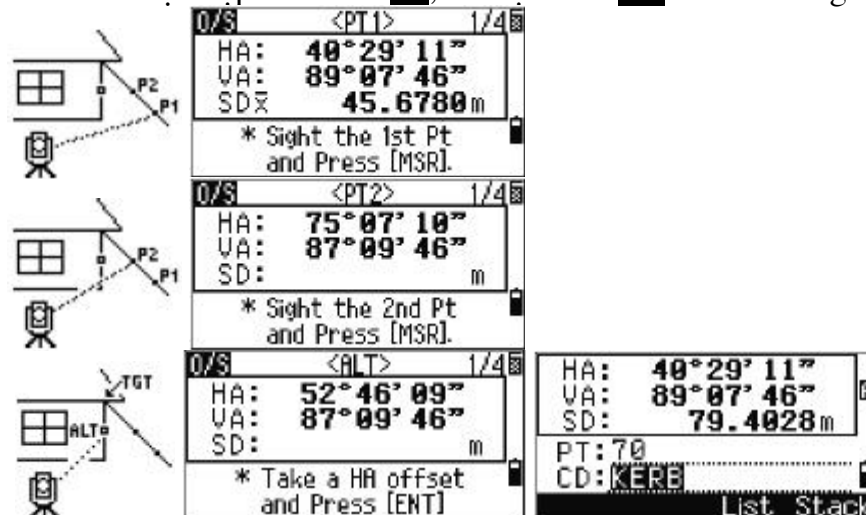 O/S <PT1> 1/4
HA: 40°29'11"
VA: 89°07'46"
SDx̄ 45.6780m
* Sight the 1st Pt
and Press [MSR].
P2
P1
O/S <PT2> 1/4
HA: 75°07'10"
VA: 87°09'46"
SD: m
* Sight the 2nd Pt
and Press [MSR].
P2
P1
O/S <ALT> 1/4
HA: 52°46'09"
VA: 87°09'46"
SD: m
* Take a HA offset
and Press [ENT]
TGT
ALT
HA: 40°29'11"
VA: 89°07'46"
SD: 79.4028m
PT:70
CD:KERB
List Stack